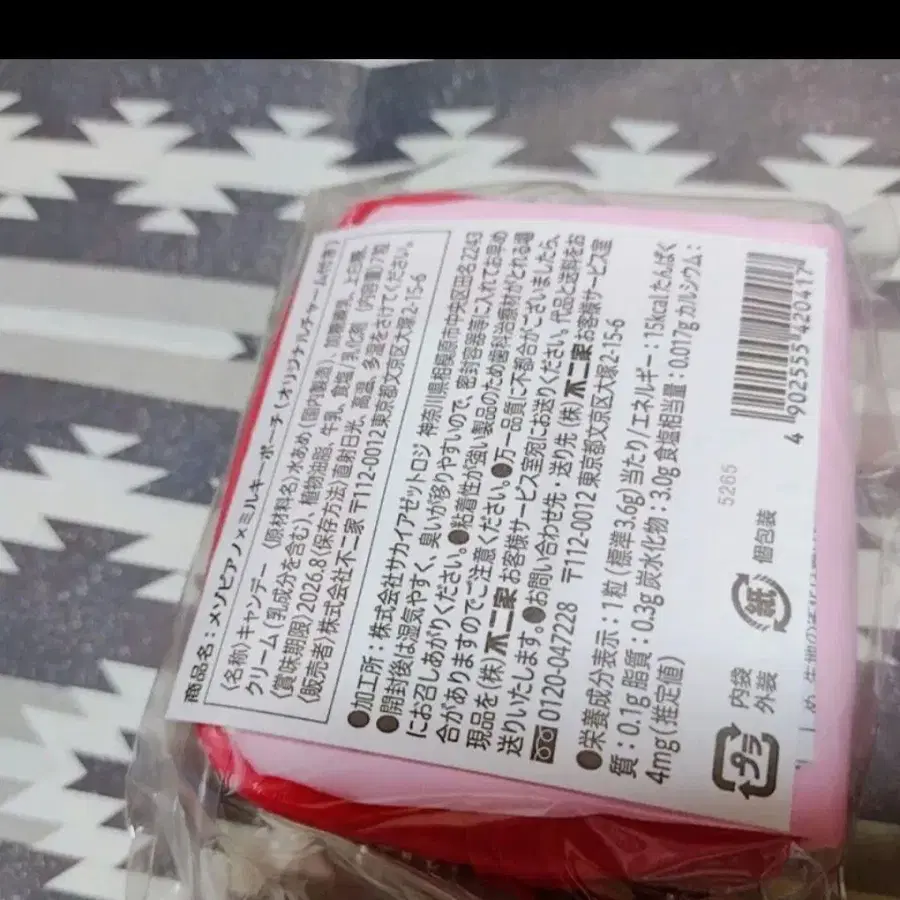 商品名：メゾピアノ×ミルキーポーチ(オリジナルチャーム付き)
〈名称〉キャンデー 〈原材料名〉水あめ(国内製造)、加糖練乳、上白糖、
クリーム(乳成分を含む)、植物油脂、牛乳、食塩/乳化剤 〈内容量〉7粒
〈賞味期限〉2026.8〈保存方法〉直射日光、高温、多湿をさけてください。
〈販売者〉株式会社不二家 〒112-0012 東京都文京区大塚2-15-6
●加工所：株式会社サカイアゼットロジ 神奈川県相模原市中央区田名2243
●開封後は湿気やすく、臭いが移りやすいので、密封容器等に入れてお早め
にお召しあがりください。●粘着性が強い製品のため歯科治療材がとれる場
合がありますのでご注意ください。●万一品質に不都合がございましたら、
現品を(株)不二家お客様サービス室宛にお送りください。代品と送料をお
送りいたします。●お問い合わせ先・送り先 (株)不二家お客様サービス室
0120-047228 〒112-0012 東京都文京区大塚2-15-6
●栄養成分表示：1粒(標準3.6g)当たり/エネルギー：15kcal たんぱく
質：0.1g 脂質：0.3g 炭水化物：3.0g 食塩相当量：0.017g カルシウム：
4mg(推定値)
プラ 内袋 外装 紙 個包装
5265
4 902555 420417